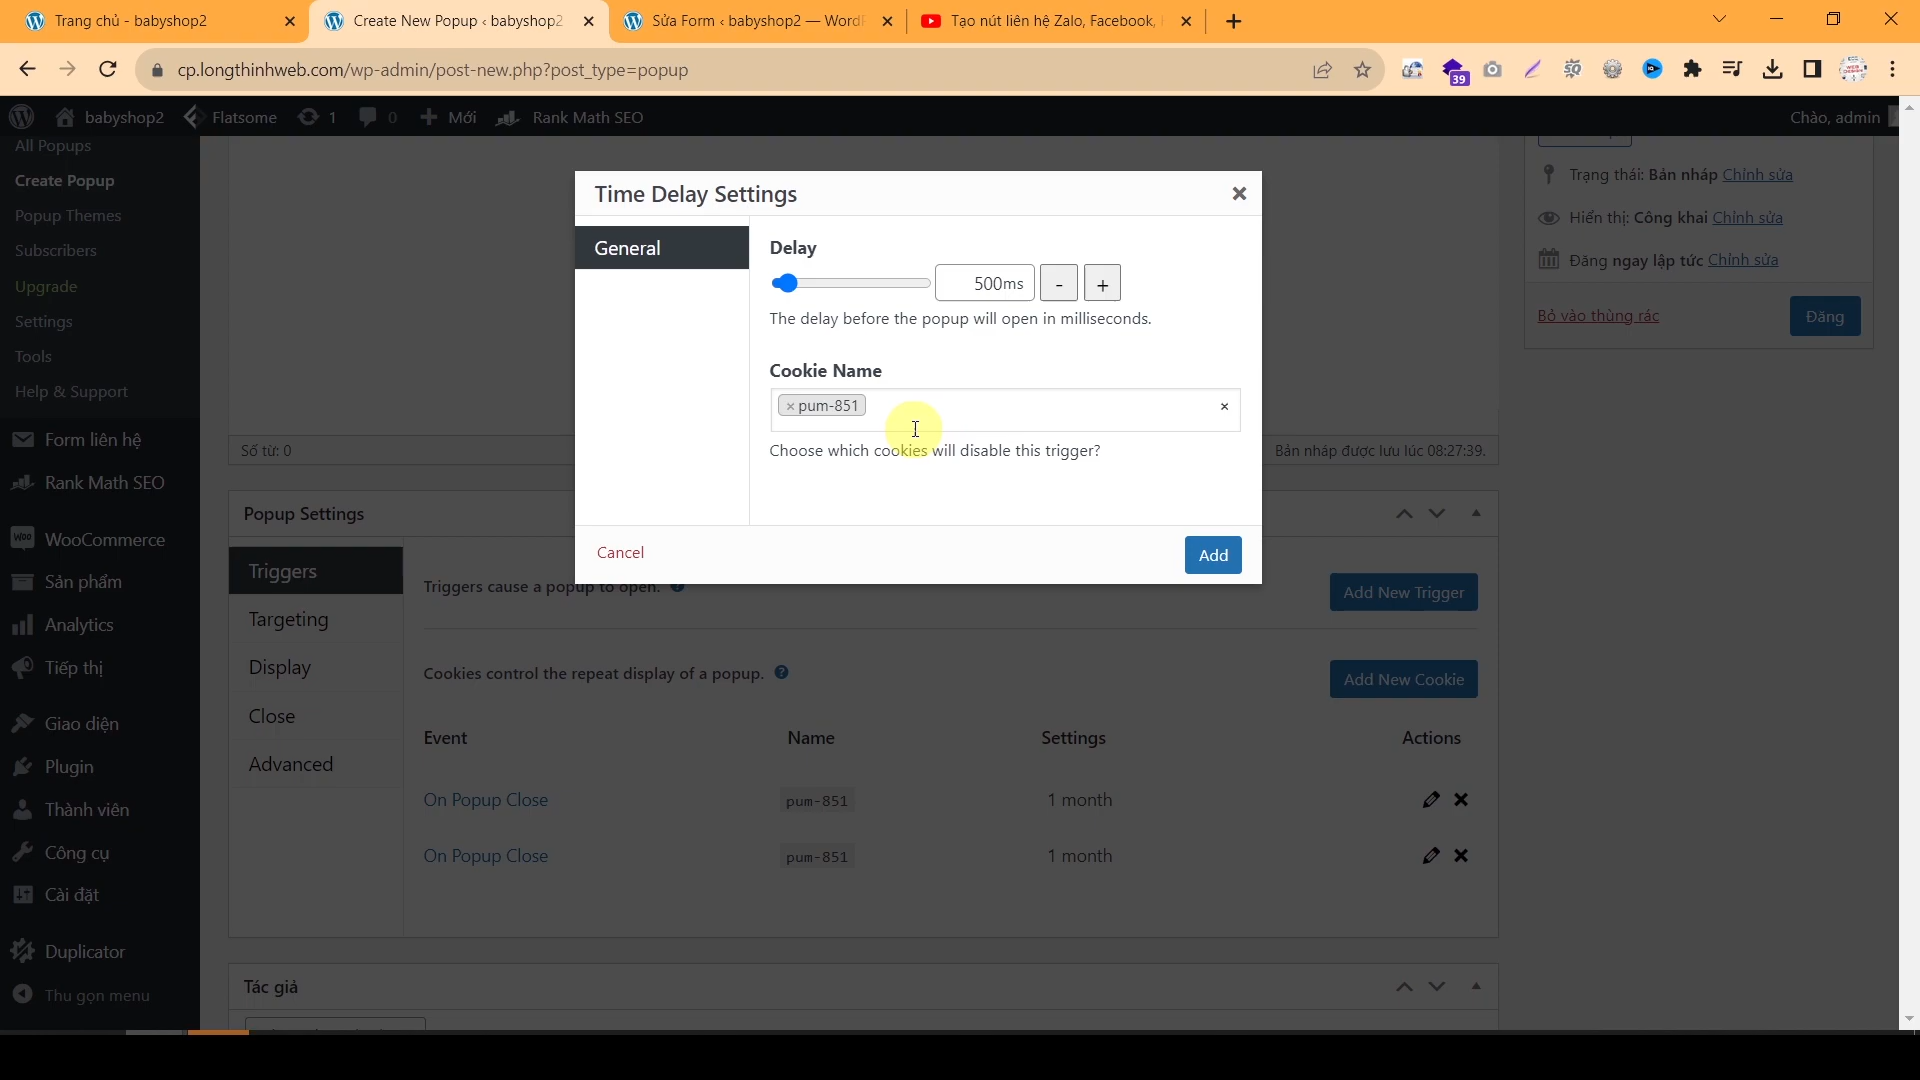 Trang chủ - babyshop2
Create New Popup ‹ babyshop2
Sửa Form ‹ babyshop2 — WordF
Tạo nút liên hệ Zalo, Facebook,
cp.longthinhweb.com/wp-admin/post-new.php?post_type=popup
39
babyshop2
Flatsome
1
0
Mới
Rank Math SEO
Chào, admin
All Popups
Create Popup
Popup Themes
Subscribers
Upgrade
Settings
Tools
Help & Support
Form liên hệ
Rank Math SEO
WooCommerce
Sản phẩm
Analytics
Tiếp thị
Giao diện
Plugin
Thành viên
Công cụ
Cài đặt
Duplicator
Thu gọn menu
Time Delay Settings
General
Delay
500ms
-
+
The delay before the popup will open in milliseconds.
Cookie Name
× pum-851
×
Choose which cookies will disable this trigger?
Cancel
Add
Trạng thái: Bản nháp Chỉnh sửa
Hiển thị: Công khai Chỉnh sửa
Đăng ngay lập tức Chỉnh sửa
Bỏ vào thùng rác
Đăng
Số từ: 0
Bản nháp được lưu lúc 08:27:39.
Popup Settings
Triggers
Targeting
Display
Close
Advanced
Triggers cause a popup to open.
Add New Trigger
Cookies control the repeat display of a popup.
Add New Cookie
Event Name Settings Actions
On Popup Close pum-851 1 month
On Popup Close pum-851 1 month
Tác giả